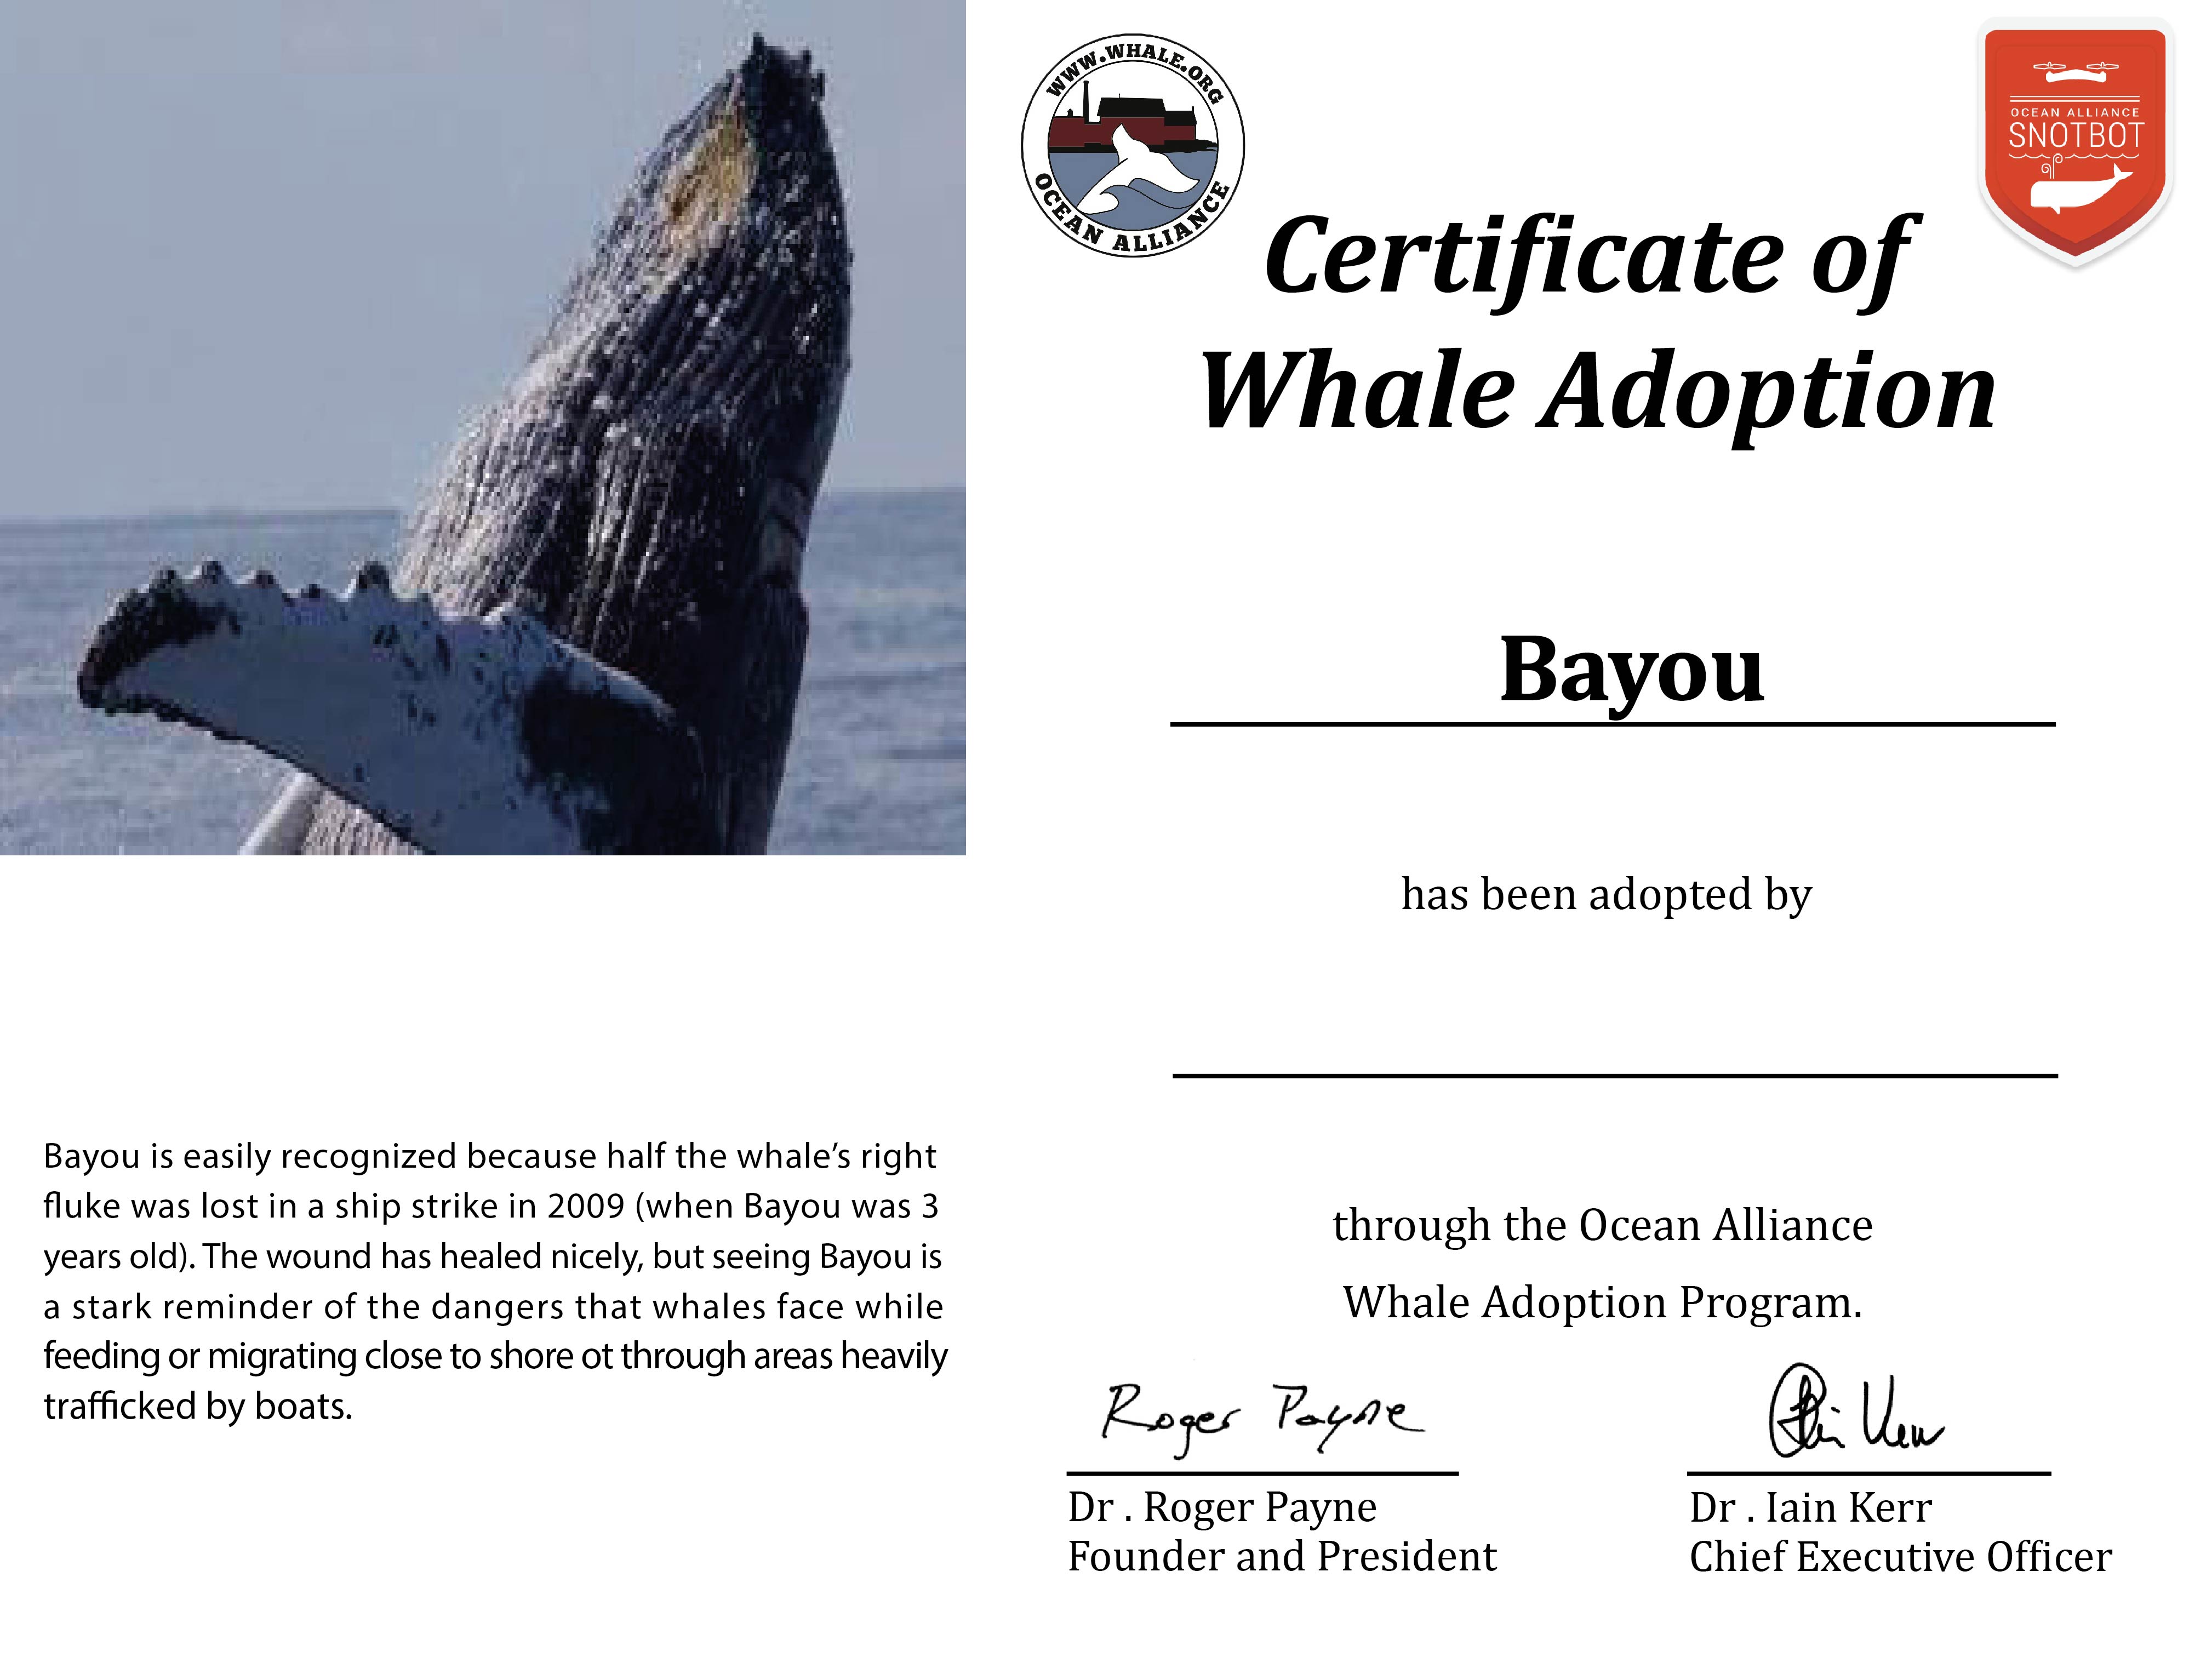 WWW.WHALE.ORG
OCEAN ALLIANCE
OCEAN ALLIANCE
SNOTBOT
Certificate of
Whale Adoption
Bayou
has been adopted by
through the Ocean Alliance
Whale Adoption Program.
Bayou is easily recognized because half the whale’s right
fluke was lost in a ship strike in 2009 (when Bayou was 3
years old). The wound has healed nicely, but seeing Bayou is
a stark reminder of the dangers that whales face while
feeding or migrating close to shore ot through areas heavily
trafficked by boats.
Roger Payne
Iain Kerr
Dr . Roger Payne
Founder and President
Dr . Iain Kerr
Chief Executive Officer